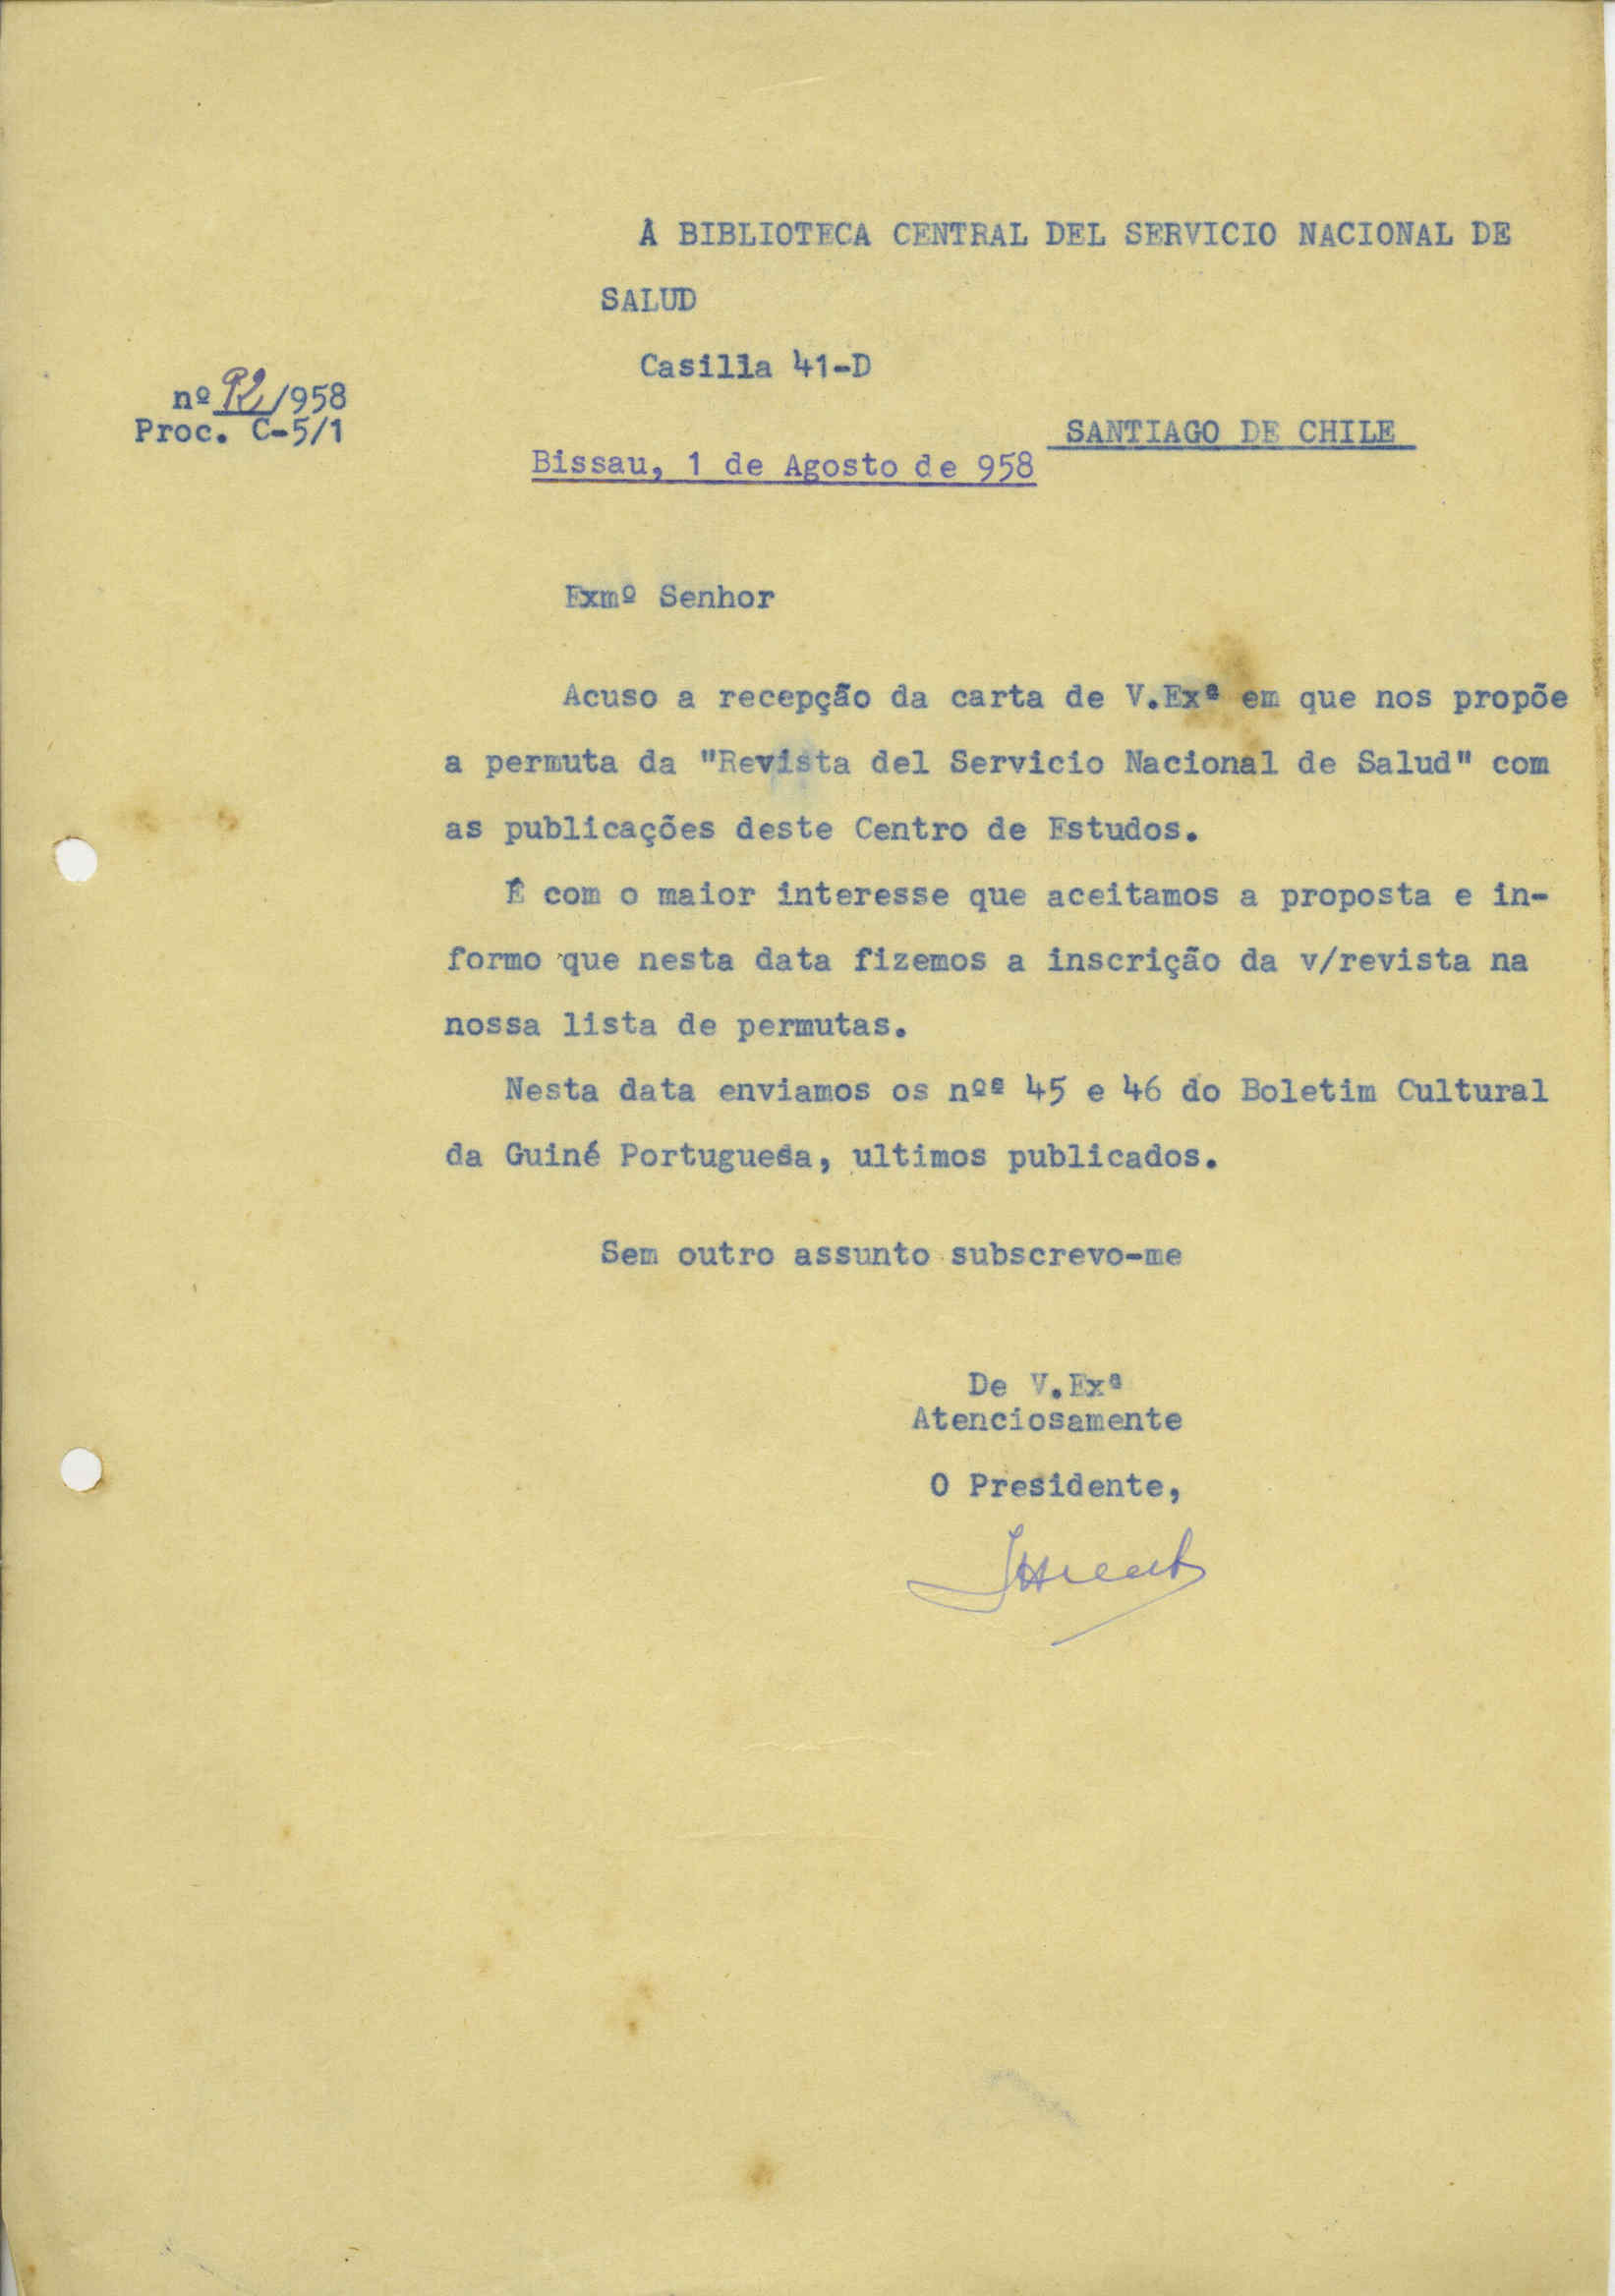 À BIBLIOTECA CENTRAL DEL SERVICIO NACIONAL DE
SALUD
Casilla 41-D
nº 92/958
Proc. C-5/1
SANTIAGO DE CHILE
Bissau, 1 de Agosto de 958
Exmº Senhor
Acuso a recepção da carta de V.Exª em que nos propõe
a permuta da "Revista del Servicio Nacional de Salud" com
as publicações deste Centro de Estudos.
É com o maior interesse que aceitamos a proposta e in-
formo que nesta data fizemos a inscrição da v/revista na
nossa lista de permutas.
Nesta data enviamos os nºª 45 e 46 do Boletim Cultural
da Guiné Portuguesa, ultimos publicados.
Sem outro assunto subscrevo-me
De V.Exª
Atenciosamente
O Presidente,